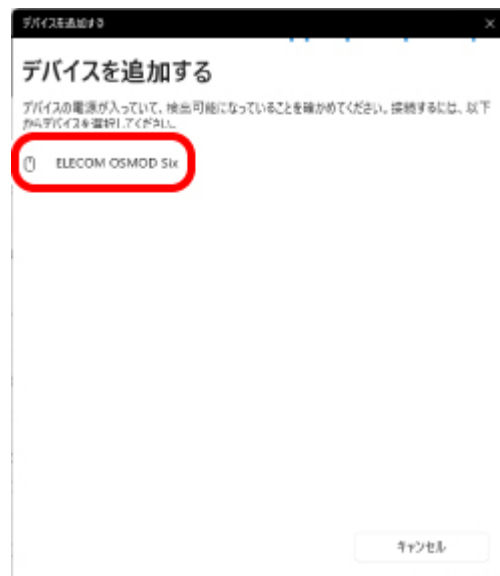 デバイスを追加する
デバイスを追加する
デバイスの電源が入っていて、検出可能になっていることを確かめてください。接続するには、以下
からデバイスを選択してください。
ELECOM OSMOD Six
キャンセル